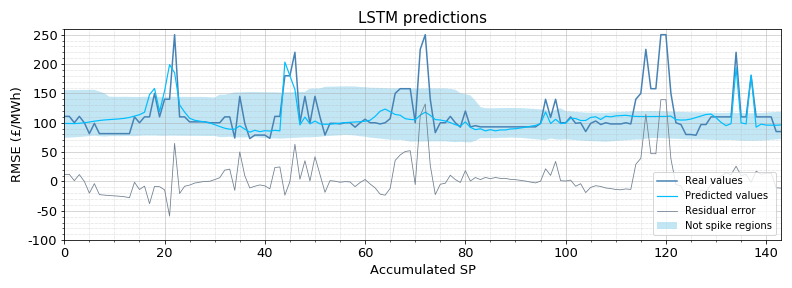 LSTM predictions
RMSE (£/MWh)
250
200
150
100
50
0
-50
-100
0
20
40
60
80
100
120
140
Accumulated SP
Real values
Predicted values
Residual error
Not spike regions